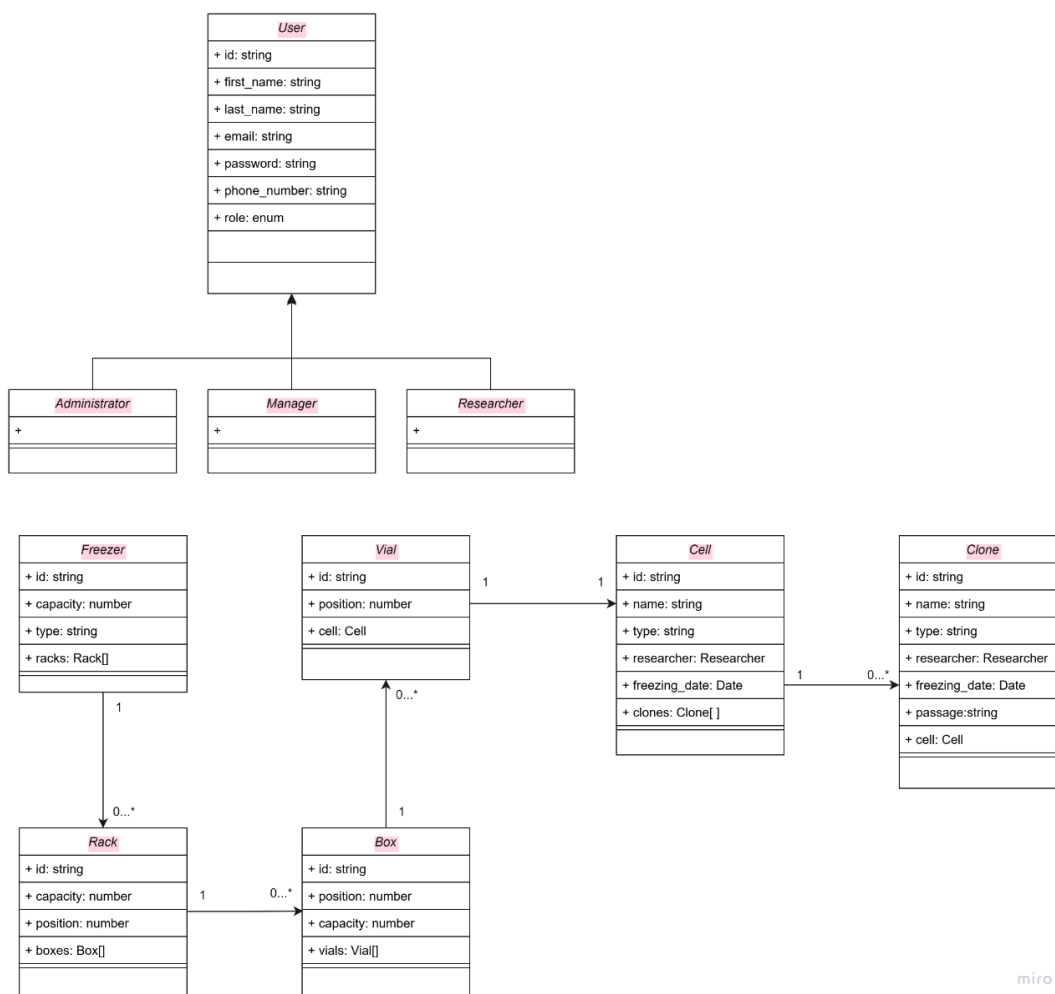 User
+ id: string
+ first_name: string
+ last_name: string
+ email: string
+ password: string
+ phone_number: string
+ role: enum
Administrator
+
Manager
+
Researcher
+
Freezer
+ id: string
+ capacity: number
+ type: string
+ racks: Rack[]
1
0...*
Rack
+ id: string
+ capacity: number
+ position: number
+ boxes: Box[]
1
0...*
Box
+ id: string
+ position: number
+ capacity: number
+ vials: Vial[]
1
0...*
Vial
+ id: string
+ position: number
+ cell: Cell
1
1
Cell
+ id: string
+ name: string
+ type: string
+ researcher: Researcher
+ freezing_date: Date
+ clones: Clone[ ]
1
0...*
Clone
+ id: string
+ name: string
+ type: string
+ researcher: Researcher
+ freezing_date: Date
+ passage:string
+ cell: Cell
miro